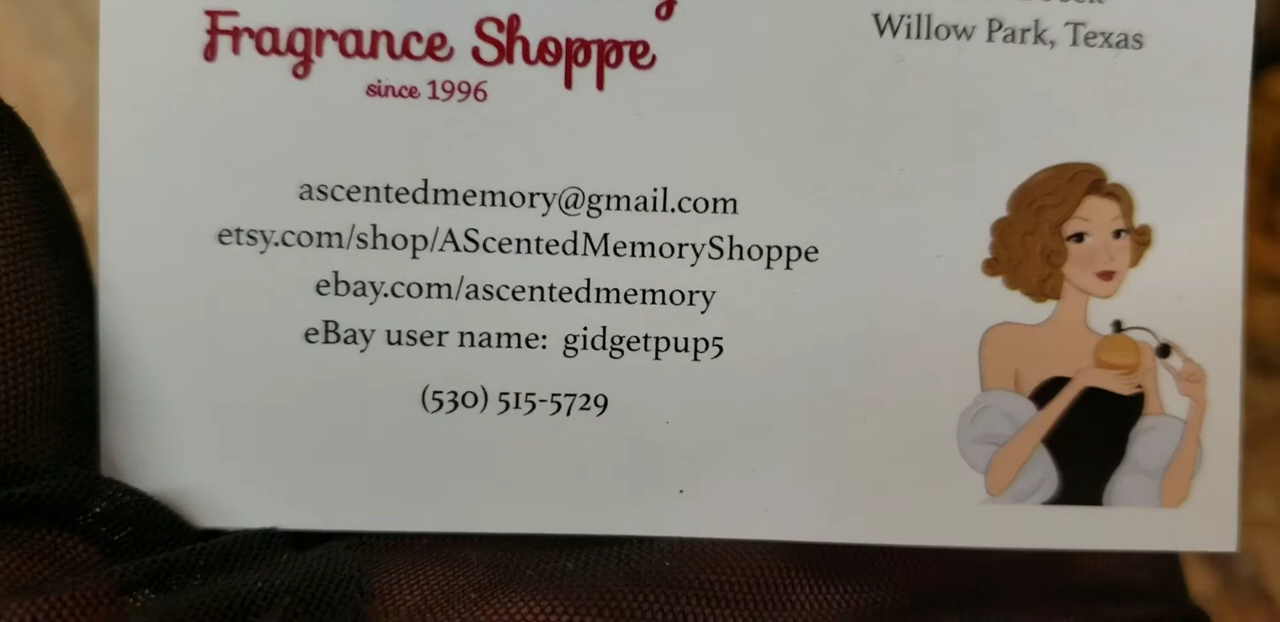 Fragrance Shoppe
since 1996
Willow Park, Texas
ascentedmemory@gmail.com
etsy.com/shop/AScentedMemoryShoppe
ebay.com/ascentedmemory
eBay user name: gidgetpup5
(530) 515-5729